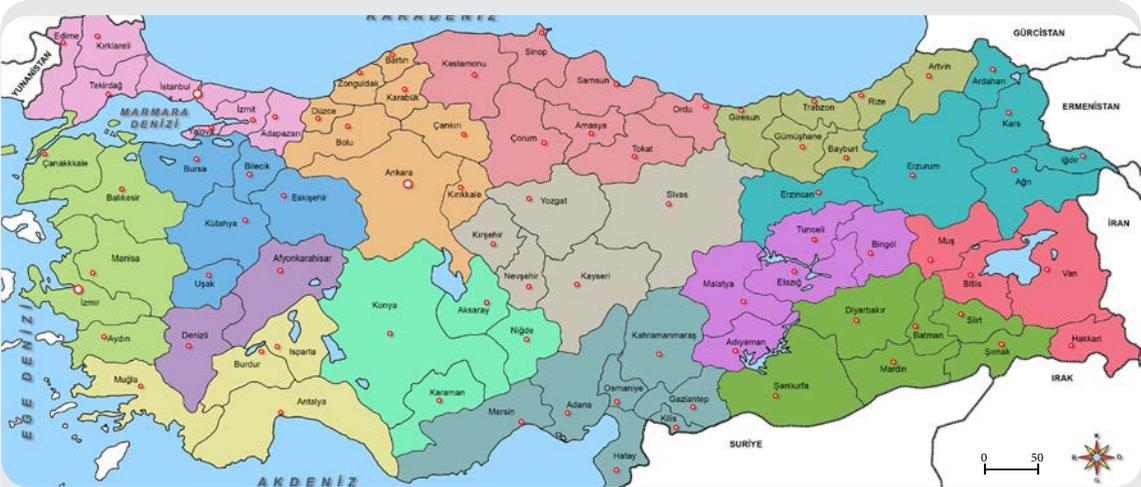 KARADENİZ
GÜRCİSTAN
YUNANİSTAN
ERMENİSTAN
İRAN
IRAK
SURİYE
MARMARA
DENİZİ
EGE DENİZİ
AKDENİZ
Edirne
Kırklareli
Tekirdağ
İstanbul
Yalova
İzmit
Adapazarı
Düzce
Bolu
Zonguldak
Bartın
Karabük
Çankırı
Ankara
Kırıkkale
Kastamonu
Sinop
Samsun
Çorum
Amasya
Tokat
Ordu
Giresun
Trabzon
Rize
Artvin
Gümüşhane
Bayburt
Ardahan
Kars
Iğdır
Ağrı
Erzurum
Erzincan
Çanakkkale
Balıkesir
Manisa
İzmir
Aydın
Muğla
Bursa
Bilecik
Eskişehir
Kütahya
Uşak
Afyonkarahisar
Denizli
Burdur
Isparta
Antalya
Konya
Aksaray
Niğde
Karaman
Yozgat
Sivas
Kırşehir
Nevşehir
Kayseri
Tunceli
Bingöl
Elazığ
Malatya
Adıyaman
Muş
Bitlis
Van
Hakkari
Diyarbakır
Batman
Siirt
Şırnak
Mardin
Şanlıurfa
Kahramanmaraş
Osmaniye
Gaziantep
Kilis
Adana
Mersin
Hatay
0 50
K
B D
G